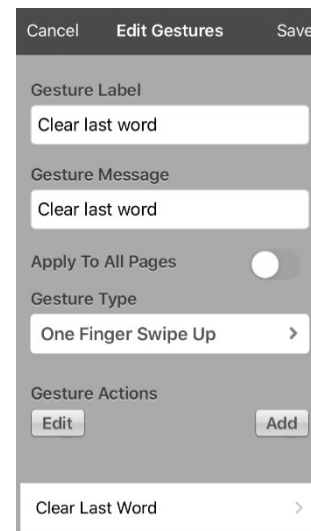 Cancel Edit Gestures Save
Gesture Label
Clear last word
Gesture Message
Clear last word
Apply To All Pages
Gesture Type
One Finger Swipe Up
Gesture Actions
Edit Add
Clear Last Word